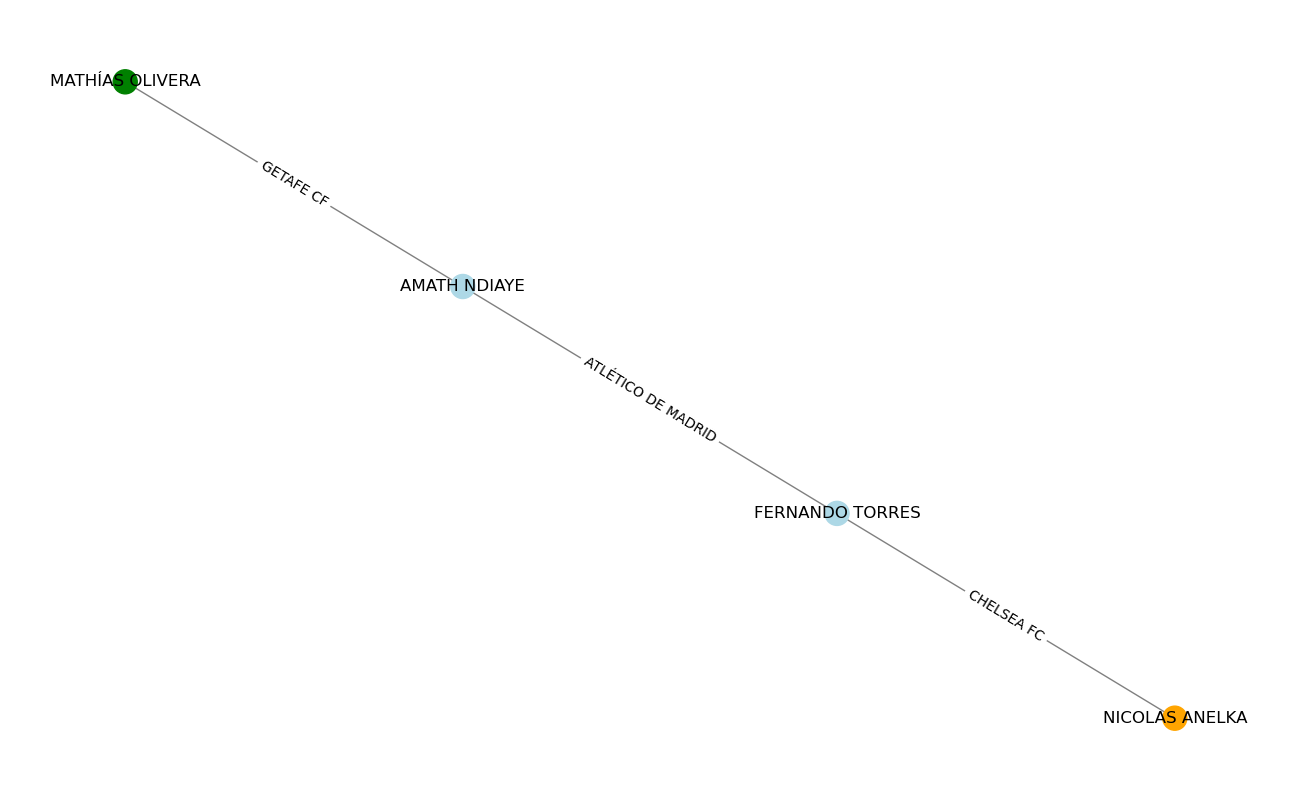 MATHÍAS OLIVERA
GETAFE CF
AMATH NDIAYE
ATLÉTICO DE MADRID
FERNANDO TORRES
CHELSEA FC
NICOLAS ANELKA